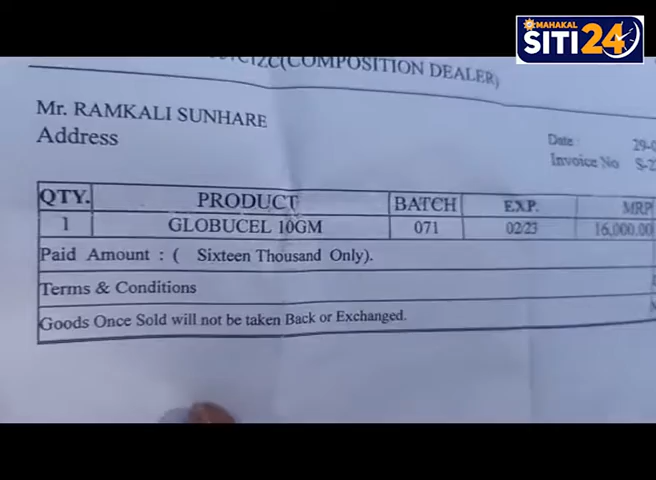 MAHAKAL
SITI24
(COMPOSITION DEALER)
Mr. RAMKALI SUNHARE
Address
Date :
Invoice No
QTY. PRODUCT BATCH EXP. MRP
1 GLOBUCEL 10GM 071 02/23 16,000.00
Paid Amount : ( Sixteen Thousand Only).
Terms & Conditions
Goods Once Sold will not be taken Back or Exchanged.